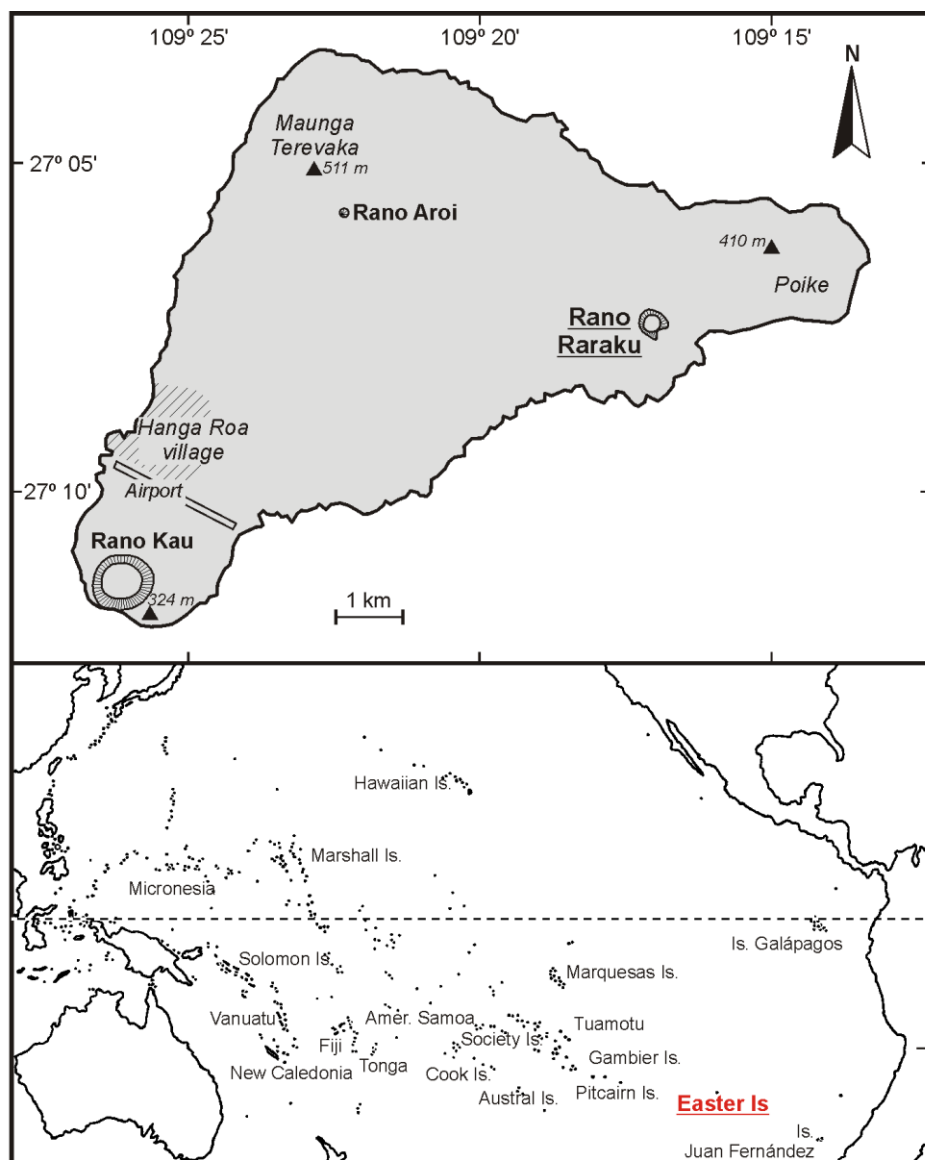 109º 25' 109º 20' 109º 15'
N
Maunga
Terevaka
27º 05'
511 m
Rano Aroi
410 m
Poike
Rano
Raraku
Hanga Roa
village
27º 10'
Airport
Rano Kau
324 m
1 km
Hawaiian Is.
Marshall Is.
Micronesia
Is. Galápagos
Solomon Is.
Marquesas Is.
Vanuatu
Amer. Samoa
Fiji
Society Is.
Tuamotu
Tonga
New Caledonia
Gambier Is.
Cook Is.
Pitcairn Is.
Austral Is.
Easter Is
Is.
Juan Fernández